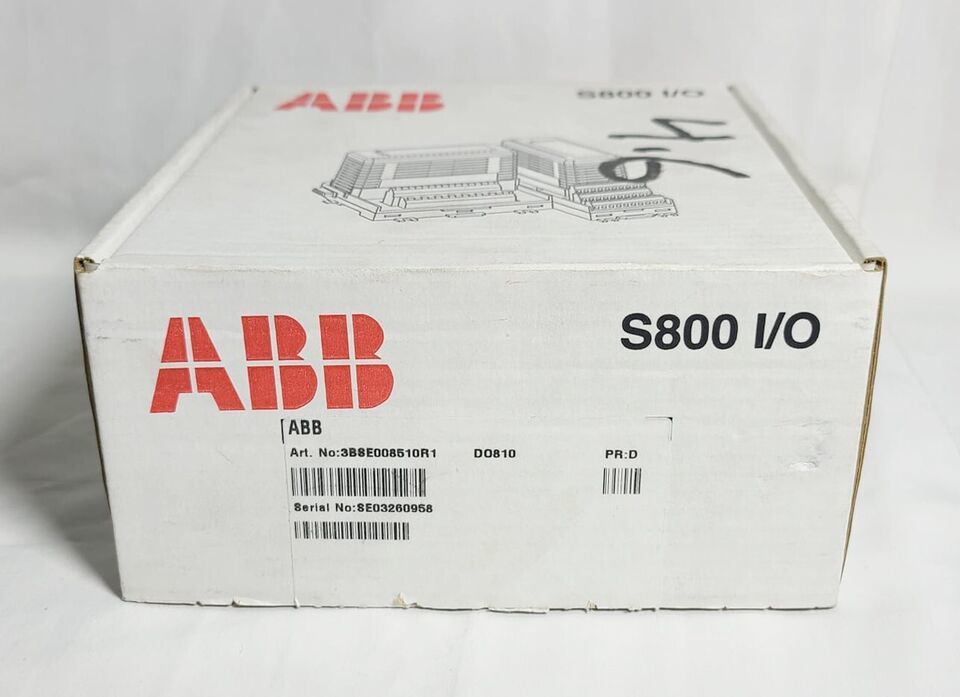 ABB S800 I/O
ABB S800 I/O
ABB
Art. No:3BSE008510R1 DO810 PR:D
Serial No:SE03260958